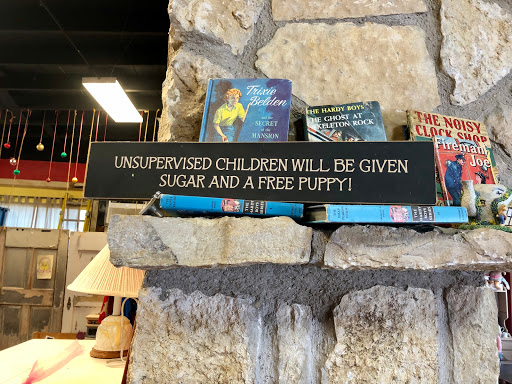 Trixie Belden
and the
SECRET
of the
MANSION
THE HARDY BOYS
THE GHOST AT
SKELETON ROCK
THE NOISY
CLOCK SHOP
Fireman
Joe
UNSUPERVISED CHILDREN WILL BE GIVEN
SUGAR AND A FREE PUPPY!